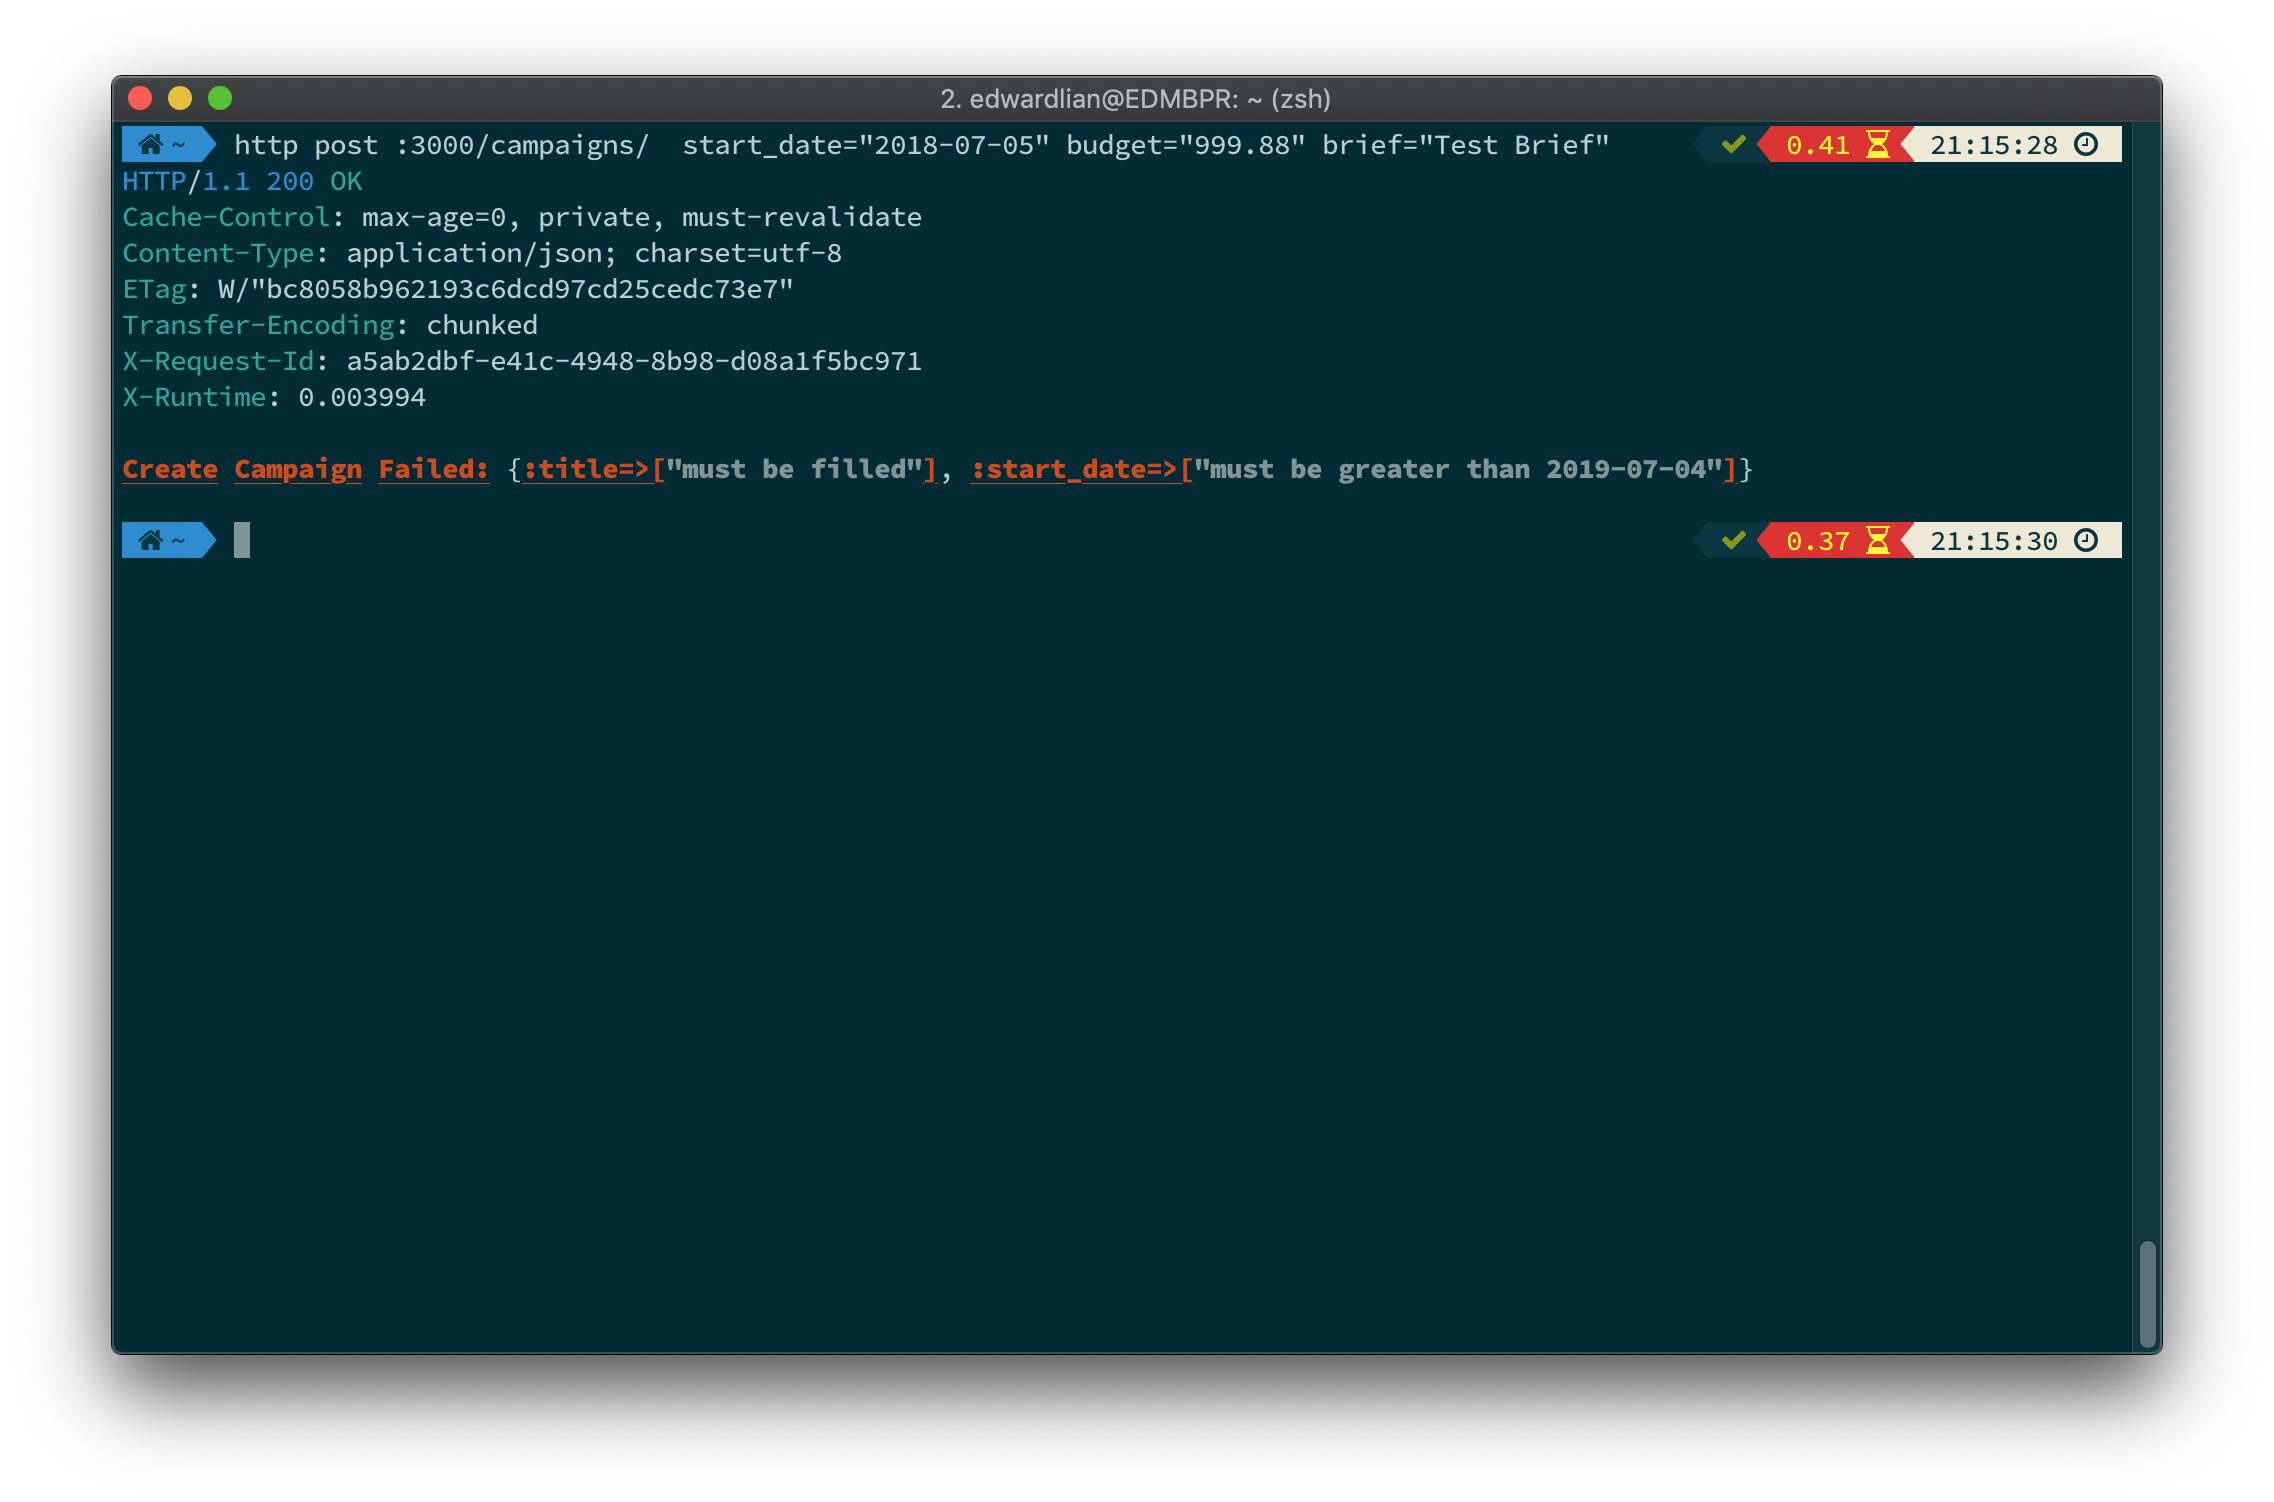 2. edwardlian@EDMBPR: ~ (zsh)
~ http post :3000/campaigns/  start_date="2018-07-05" budget="999.88" brief="Test Brief" 0.41 21:15:28
HTTP/1.1 200 OK
Cache-Control: max-age=0, private, must-revalidate
Content-Type: application/json; charset=utf-8
ETag: W/"bc8058b962193c6dcd97cd25cedc73e7"
Transfer-Encoding: chunked
X-Request-Id: a5ab2dbf-e41c-4948-8b98-d08a1f5bc971
X-Runtime: 0.003994
Create Campaign Failed: {:title=>["must be filled"], :start_date=>["must be greater than 2019-07-04"]}
~ 0.37 21:15:30